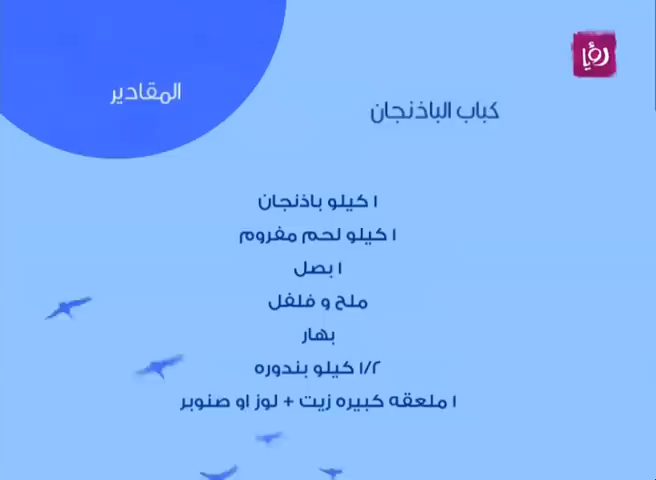 رؤيا
المقادير
كباب الباذنجان
١ كيلو باذنجان
١ كيلو لحم مفروم
١ بصل
ملح و فلفل
بهار
١/٢ كيلو بندوره
١ ملعقه كبيره زيت + لوز او صنوبر